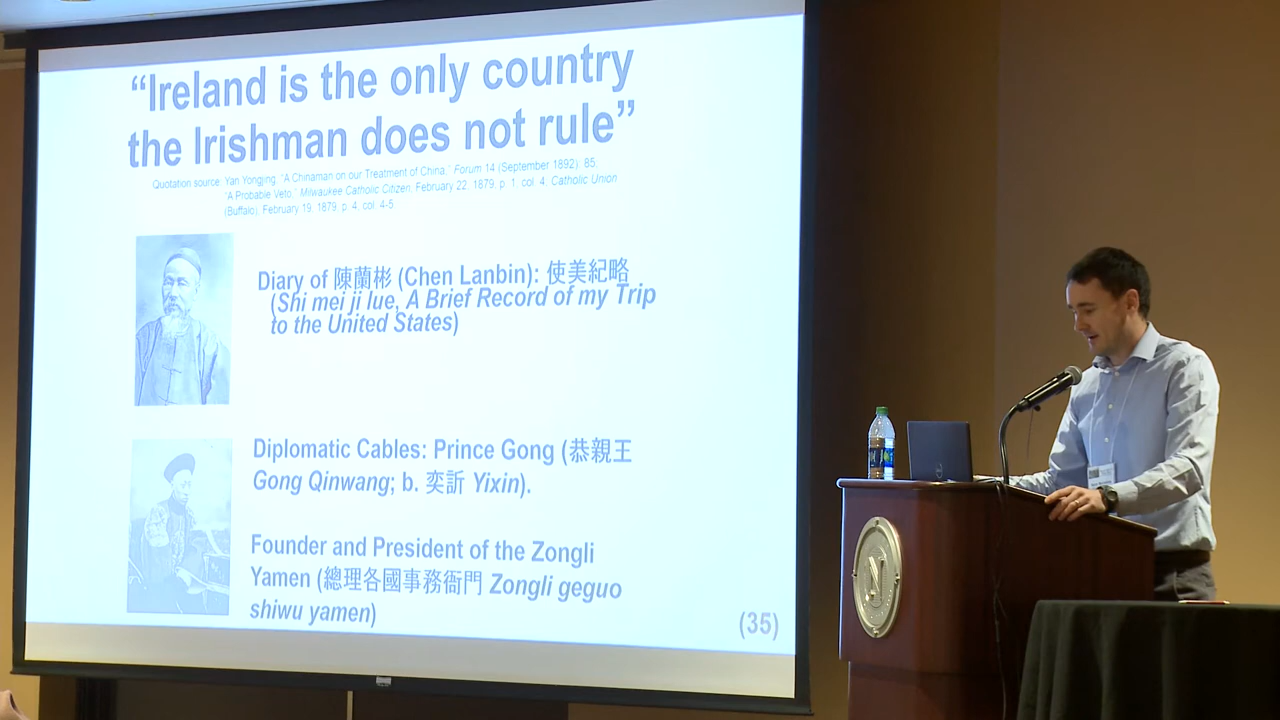 “Ireland is the only country
the Irishman does not rule”
Quotation source: Yan Yongjing, “A Chinaman on our Treatment of China,” Forum 14 (September 1892): 85;
“A Probable Veto,” Milwaukee Catholic Citizen, February 22, 1879, p. 1, col. 4; Catholic Union
(Buffalo), February 19, 1879, p. 4, col. 4-5
Diary of 陳蘭彬 (Chen Lanbin): 使美紀略
(Shi mei ji lue, A Brief Record of my Trip
to the United States)
Diplomatic Cables: Prince Gong (恭親王
Gong Qinwang; b. 奕訢 Yixin).
Founder and President of the Zongli
Yamen (總理各國事務衙門 Zongli geguo
shiwu yamen)
(35)
N